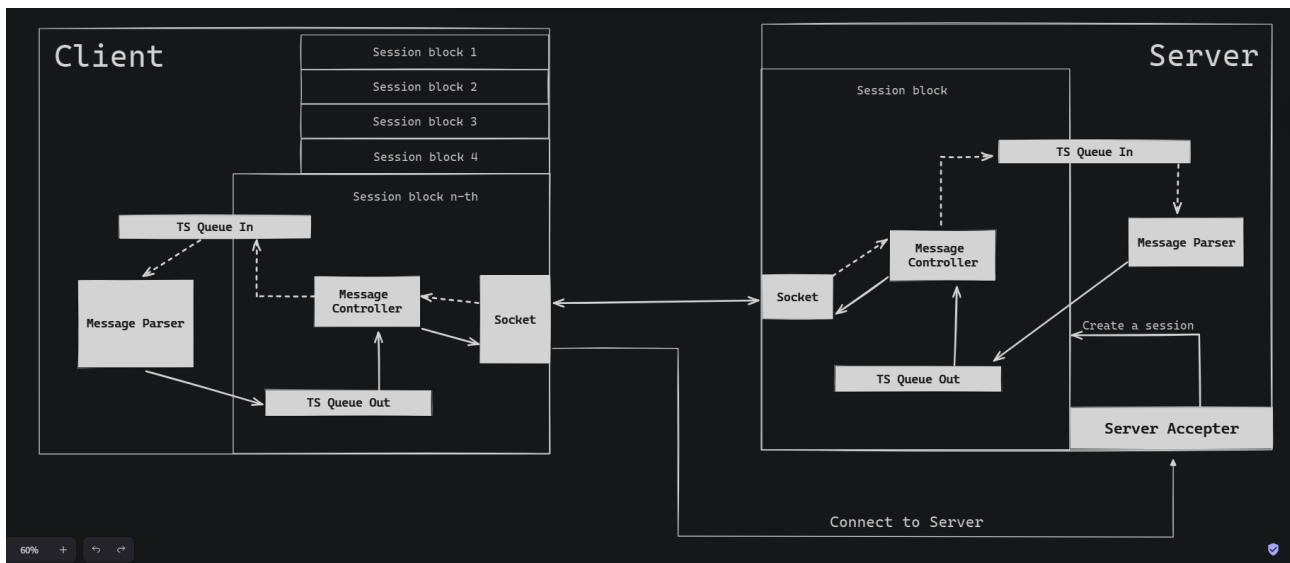 Client
Session block 1
Session block 2
Session block 3
Session block 4
Session block n-th
TS Queue In
Message Parser
Message
Controller
Socket
TS Queue Out
Server
Session block
TS Queue In
Message
Controller
Message Parser
Socket
TS Queue Out
Create a session
Server Accepter
Connect to Server
60%